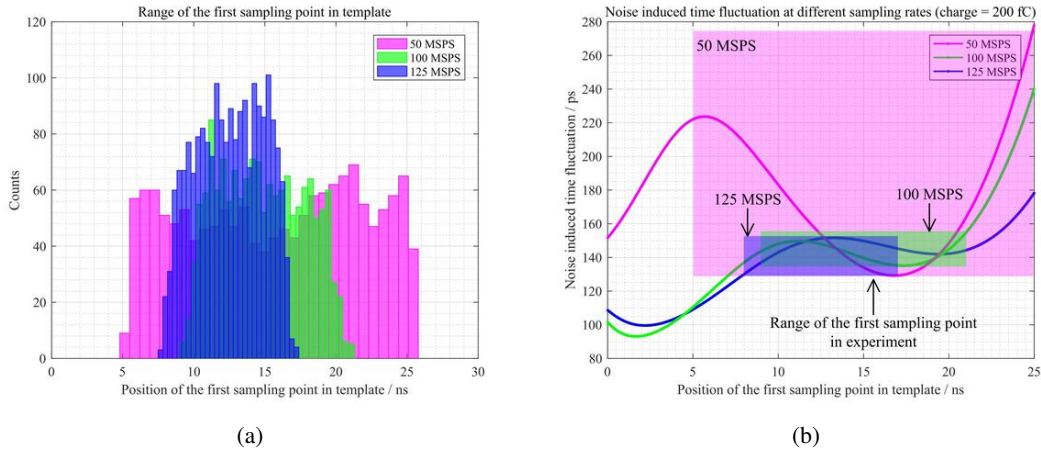 Range of the first sampling point in template
50 MSPS
100 MSPS
125 MSPS
120
100
80
60
40
20
0
Counts
0
5
10
15
20
25
30
Position of the first sampling point in template / ns
(a)
Noise induced time fluctuation at different sampling rates (charge = 200 fC)
50 MSPS
50 MSPS
100 MSPS
125 MSPS
125 MSPS
100 MSPS
Range of the first sampling point
in experiment
280
260
240
220
200
180
160
140
120
100
80
Noise induced time fluctuation / ps
0
5
10
15
20
25
Position of the first sampling point in template / ns
(b)